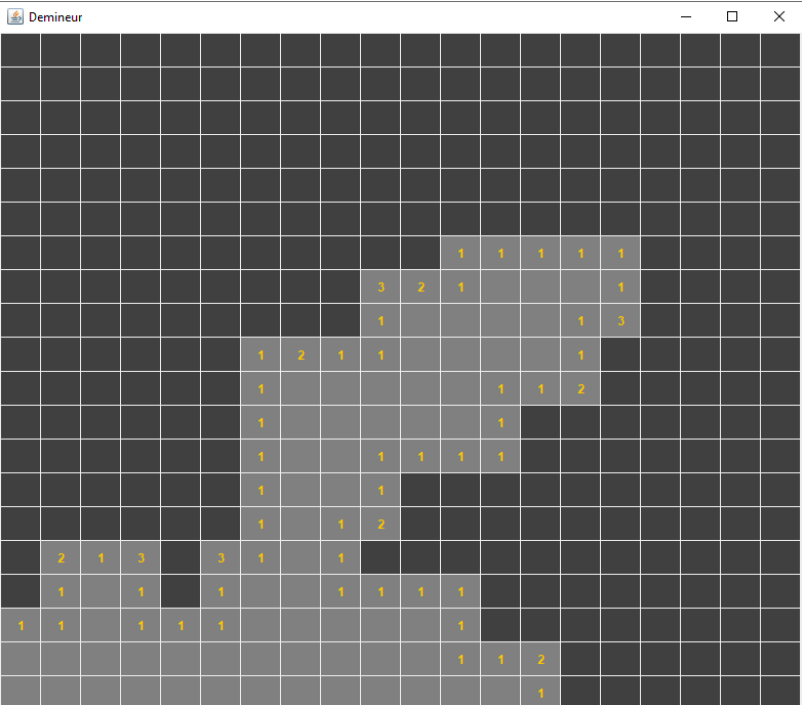 Demineur
1 1 1 1 1
3 2 1 1
1 1 3
1 2 1 1 1
1 1 1 2
1 1
1 1 1 1 1
1 1
1 1 2
2 1 3 3 1 1
1 1 1 1 1 1 1
1 1 1 1 1 1
1 1 2
1